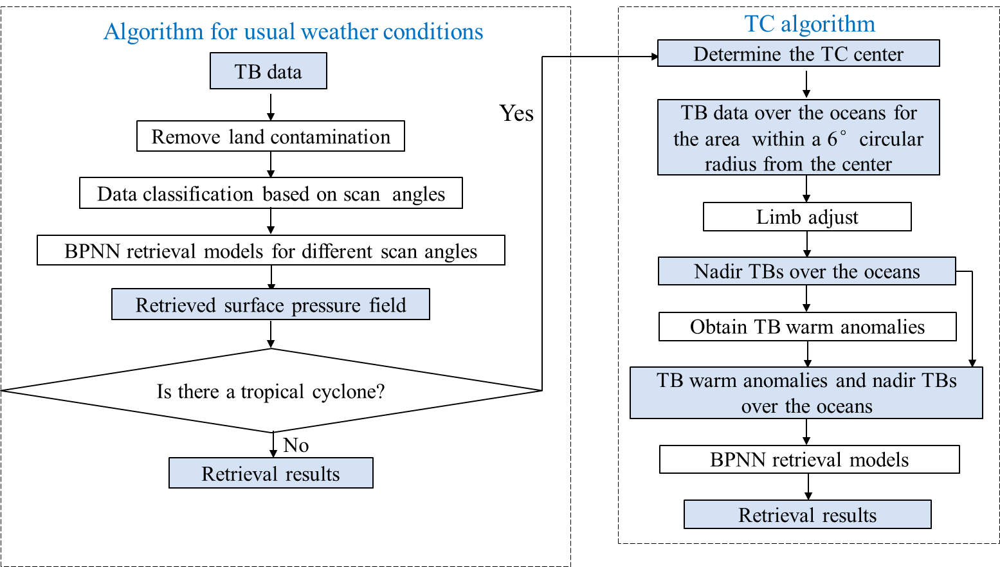 Algorithm for usual weather conditions
TB data
Remove land contamination
Data classification based on scan angles
BPNN retrieval models for different scan angles
Retrieved surface pressure field
Is there a tropical cyclone?
No
Retrieval results
Yes
TC algorithm
Determine the TC center
TB data over the oceans for
the area within a 6° circular
radius from the center
Limb adjust
Nadir TBs over the oceans
Obtain TB warm anomalies
TB warm anomalies and nadir TBs
over the oceans
BPNN retrieval models
Retrieval results